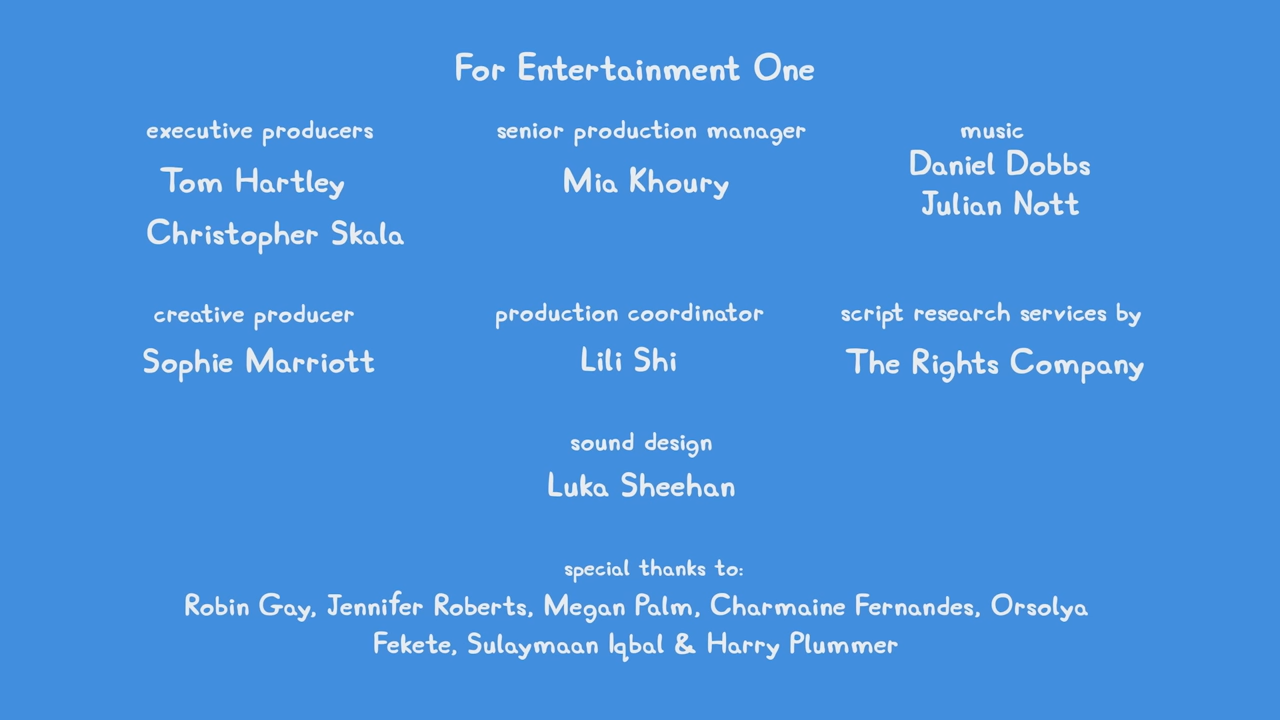 For Entertainment One
executive producers
Tom Hartley
Christopher Skala
senior production manager
Mia Khoury
music
Daniel Dobbs
Julian Nott
creative producer
Sophie Marriott
production coordinator
Lili Shi
script research services by
The Rights Company
sound design
Luka Sheehan
special thanks to:
Robin Gay, Jennifer Roberts, Megan Palm, Charmaine Fernandes, Orsolya
Fekete, Sulaymaan Iqbal & Harry Plummer